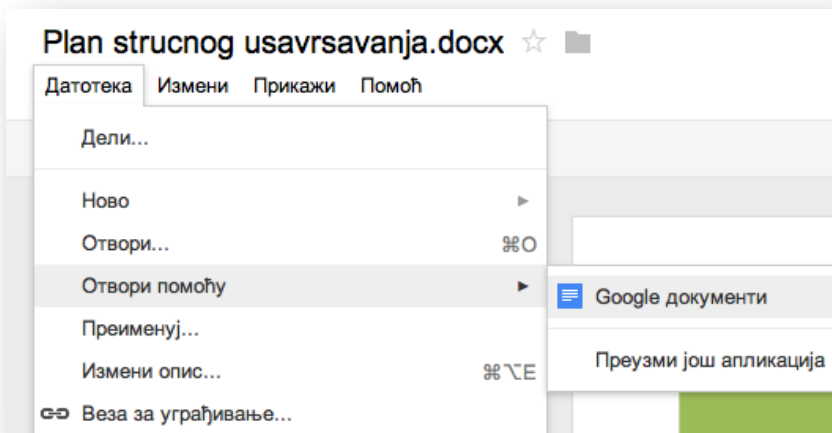 Plan strucnog usavrsavanja.docx
Датотека Измени Прикажи Помоћ
Дели...
Ново
Отвори... ⌘O
Отвори помоћу
Google документи
Преименуј...
Преузми још апликација
Измени опис... ⌘⌥E
Веза за уграђивање...